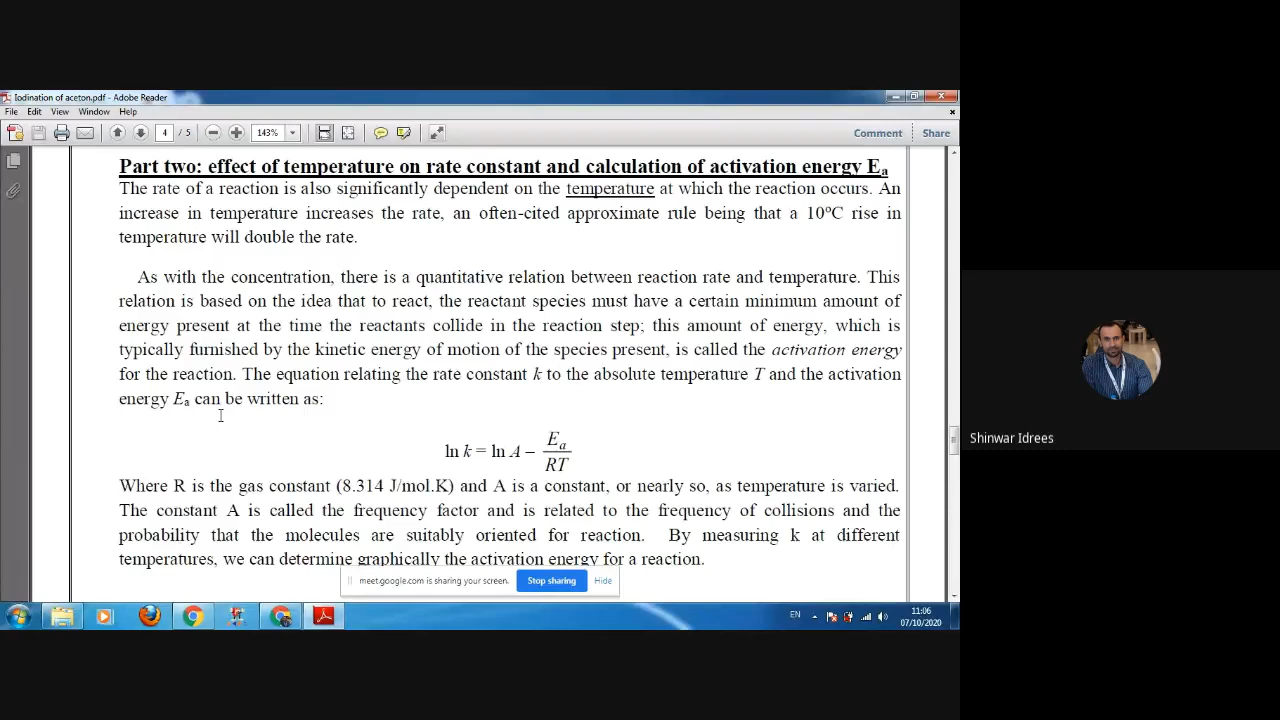 Iodination of aceton.pdf - Adobe Reader
File Edit View Window Help
4 / 5 143% Comment Share
Part two: effect of temperature on rate constant and calculation of activation energy Ea
The rate of a reaction is also significantly dependent on the temperature at which the reaction occurs. An
increase in temperature increases the rate, an often-cited approximate rule being that a 10ºC rise in
temperature will double the rate.
As with the concentration, there is a quantitative relation between reaction rate and temperature. This
relation is based on the idea that to react, the reactant species must have a certain minimum amount of
energy present at the time the reactants collide in the reaction step; this amount of energy, which is
typically furnished by the kinetic energy of motion of the species present, is called the activation energy
for the reaction. The equation relating the rate constant k to the absolute temperature T and the activation
energy Ea can be written as:
ln k = ln A – Ea/RT
Where R is the gas constant (8.314 J/mol.K) and A is a constant, or nearly so, as temperature is varied.
The constant A is called the frequency factor and is related to the frequency of collisions and the
probability that the molecules are suitably oriented for reaction. By measuring k at different
temperatures, we can determine graphically the activation energy for a reaction.
meet.google.com is sharing your screen. Stop sharing Hide
EN 11:06
07/10/2020
Shinwar Idrees